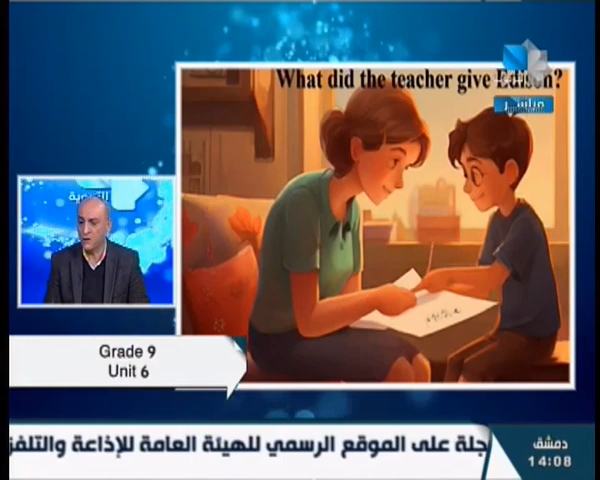 What did the teacher give Edison?
مباشر
التربوية
Grade 9
Unit 6
جلة على الموقع الرسمي للهيئة العامة للإذاعة والتلفز
دمشق
14:08